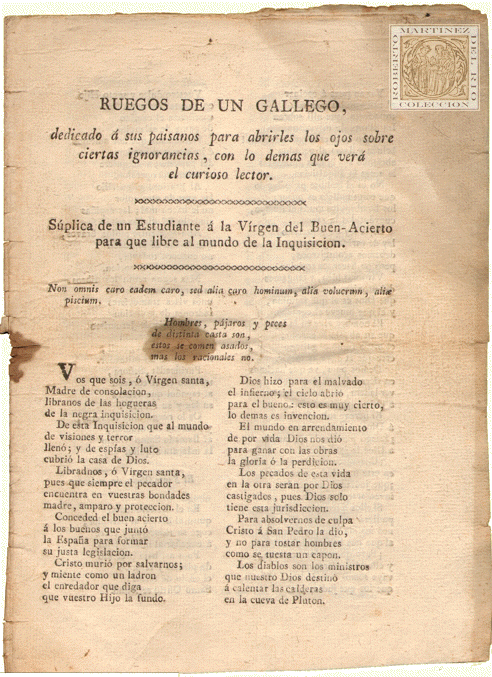 ROBERTO MARTINEZ DEL RIO
COLECCION
RUEGOS DE UN GALLEGO,
dedicado á sus paisanos para abrirles los ojos sobre
ciertas ignorancias, con lo demas que verá
el curioso lector.
Súplica de un Estudiante á la Vírgen del Buen-Acierto
para que libre al mundo de la Inquisicion.
Non omnis caro eadem caro, sed alia caro hominum, alia volucrum, aliæ
piscium.
Hombres, pájaros y peces
de distinta casta son,
estos se comen asados,
mas los racionales no.
Vos que sois, ó Vírgen santa,
Madre de consolacion,
libranos de las hogueras
de la negra inquisicion.
De esta Inquisicion que al mundo
de visiones y terror
llenó; y de espías y luto
cubrió la casa de Dios.
Libradnos, ó Vírgen santa,
pues que siempre el pecador
encuentra en vuestras bondades
madre, amparo y proteccion.
Conceded el buen acierto
á los buenos que juntó
la España para formar
su justa legislacion.
Cristo murió por salvarnos;
y miente como un ladron
el enredador que diga
que vuestro Hijo la fundo.
Dios hizo para el malvado
el infierno; el cielo abrio
para el bueno: esto es muy cierto,
lo demas es invencion.
El mundo en arrendamiento
de por vida Dios nos dió
para ganar con las obras
la gloria ó la perdicion.
Los pecados de esta vida
en la otra serán por Dios
castigados, pues Dios solo
tiene esta jurisdiccion.
Para absolvernos de culpa
Cristo á San Pedro la dio,
y no para tostar hombres
como se tuesta un capon.
Los diablos son los ministros
que nuestro Dios destinó
á calentar las calderas
en la cueva de Pluton.